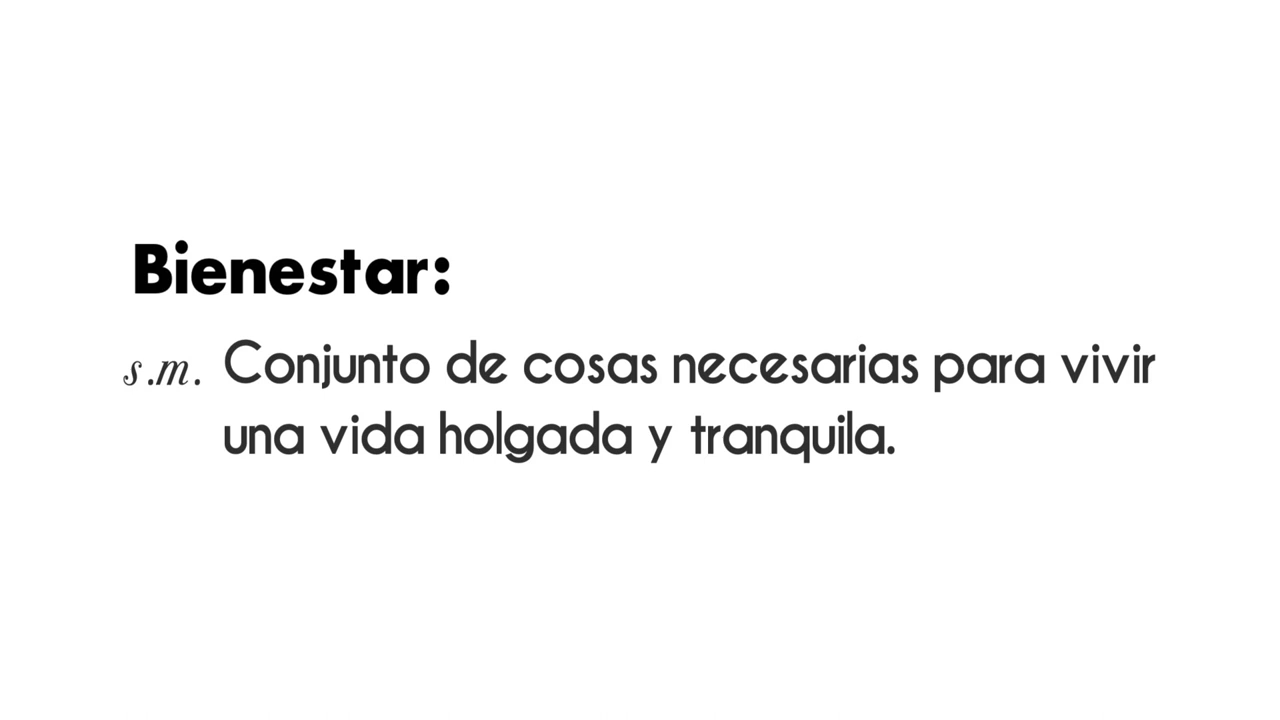 Bienestar:
s.m. Conjunto de cosas necesarias para vivir
una vida holgada y tranquila.